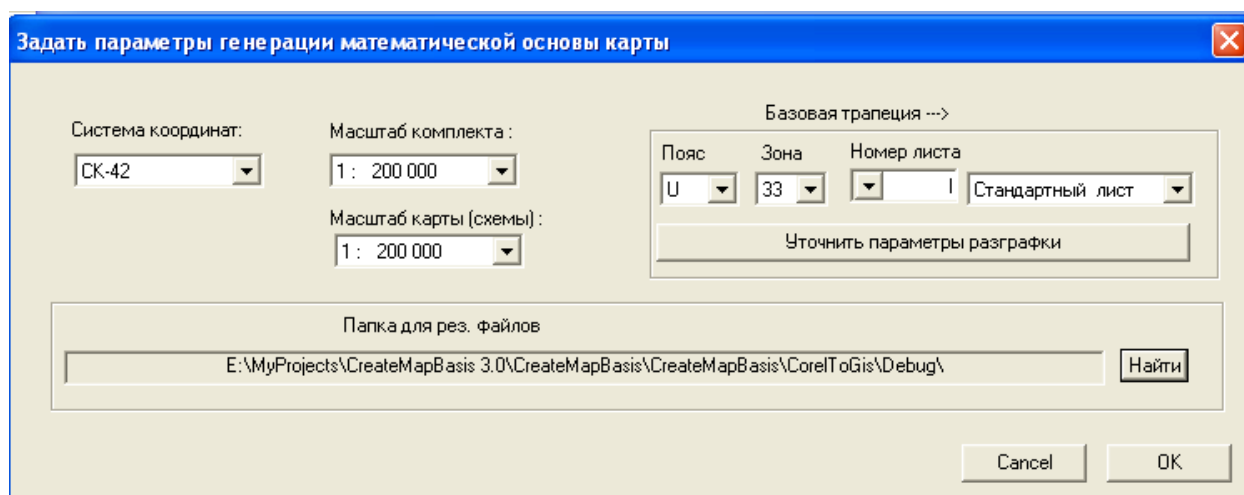 Задать параметры генерации математической основы карты
Базовая трапеция --->
Система координат:
Масштаб комплекта :
СК-42
1 : 200 000
Пояс Зона Номер листа
U 33 I Стандартный лист
Масштаб карты (схемы) :
1 : 200 000
Уточнить параметры разграфки
Папка для рез. файлов
E:\MyProjects\CreateMapBasis 3.0\CreateMapBasis\CreateMapBasis\CorelToGis\Debug\
Найти
Cancel OK